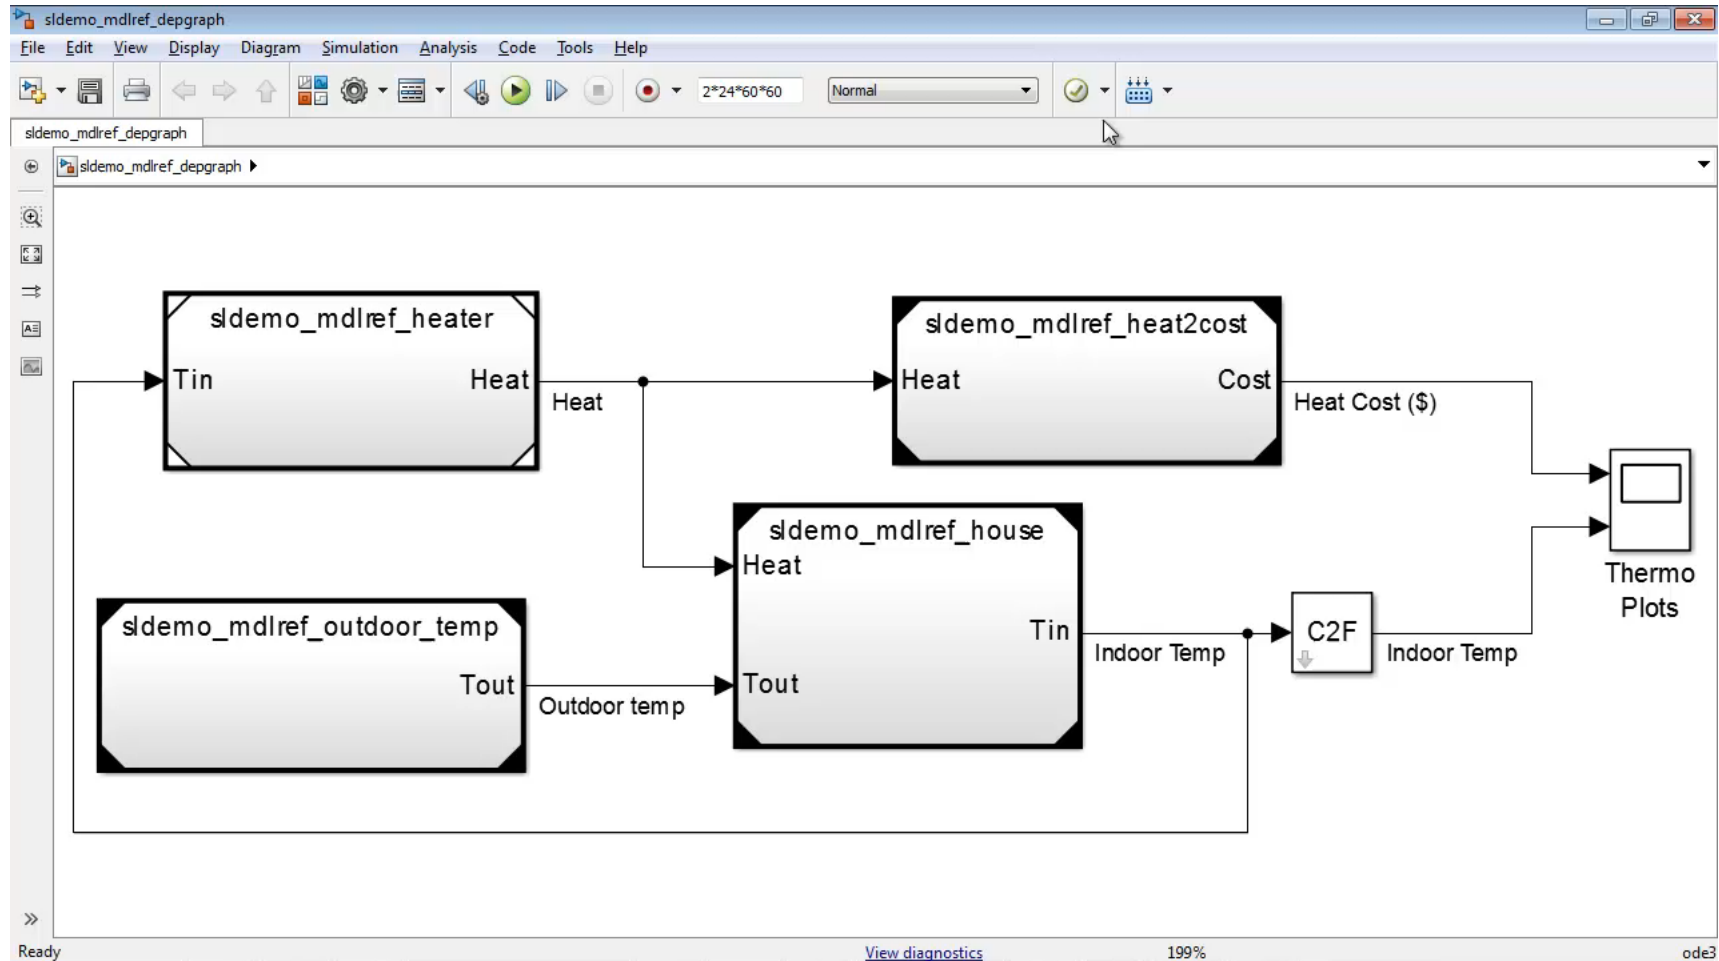 sldemo_mdlref_depgraph
File Edit View Display Diagram Simulation Analysis Code Tools Help
2*24*60*60 Normal
sldemo_mdlref_depgraph
sldemo_mdlref_depgraph
sldemo_mdlref_heater
Tin Heat
Heat
sldemo_mdlref_heat2cost
Heat Cost
Heat Cost ($)
sldemo_mdlref_house
Heat
Tin
Tout
Indoor Temp
sldemo_mdlref_outdoor_temp
Tout
Outdoor temp
C2F
Indoor Temp
Thermo
Plots
Ready View diagnostics 199% ode3